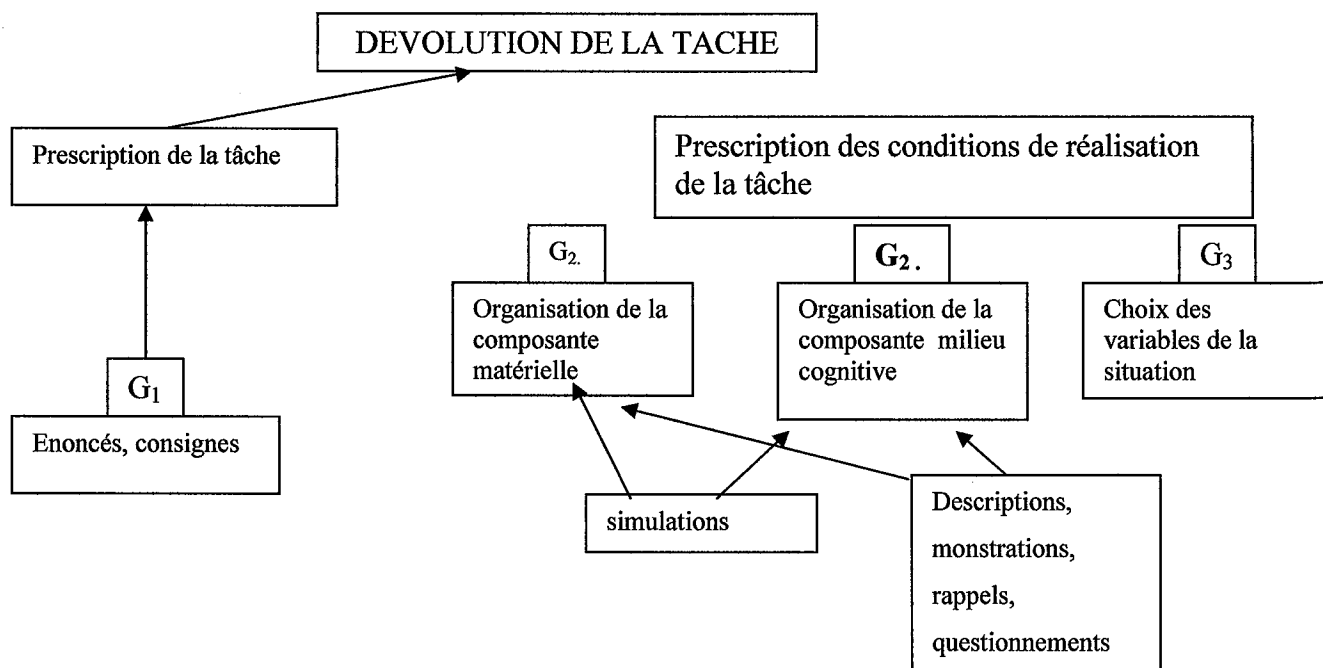 DEVOLUTION DE LA TACHE
Prescription de la tâche
Prescription des conditions de réalisation
de la tâche
G2.
G2.
G3
Organisation de la
composante
matérielle
Organisation de la
composante milieu
cognitive
Choix des
variables de la
situation
G1
Enoncés, consignes
simulations
Descriptions,
monstrations,
rappels,
questionnements